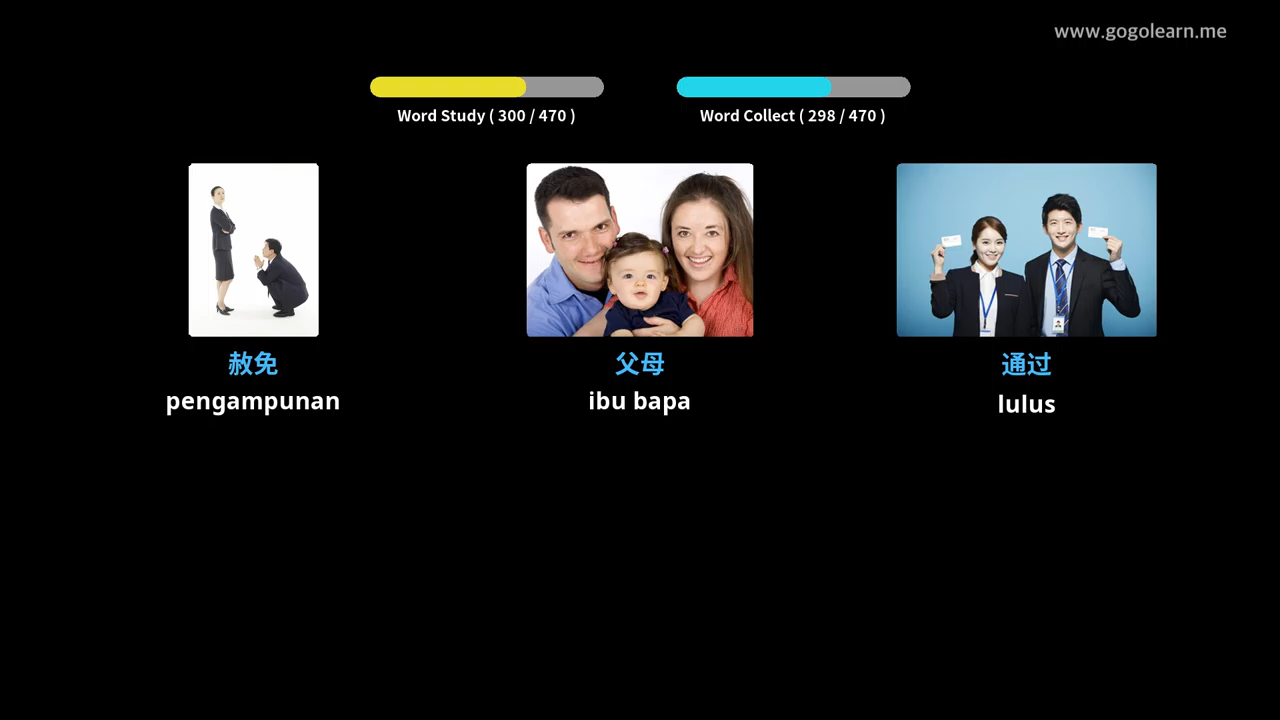 www.gogolearn.me
Word Study ( 300 / 470 )
Word Collect ( 298 / 470 )
赦免
pengampunan
父母
ibu bapa
通过
lulus